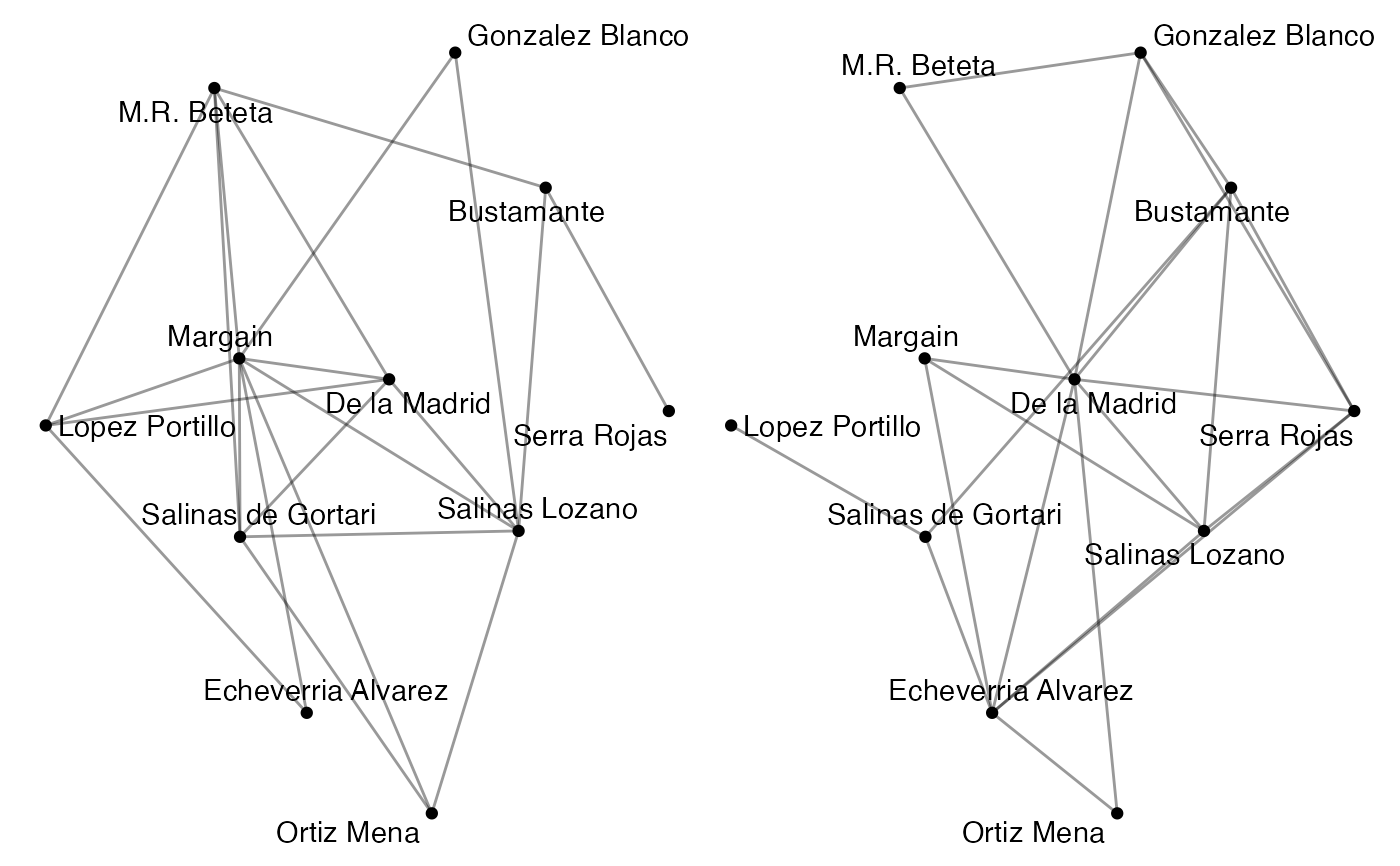 Gonzalez Blanco
M.R. Beteta
Bustamante
Margain
De la Madrid
Lopez Portillo
Serra Rojas
Salinas de Gortari
Salinas Lozano
Echeverria Alvarez
Ortiz Mena
Gonzalez Blanco
M.R. Beteta
Bustamante
Margain
De la Madrid
Lopez Portillo
Serra Rojas
Salinas de Gortari
Salinas Lozano
Echeverria Alvarez
Ortiz Mena